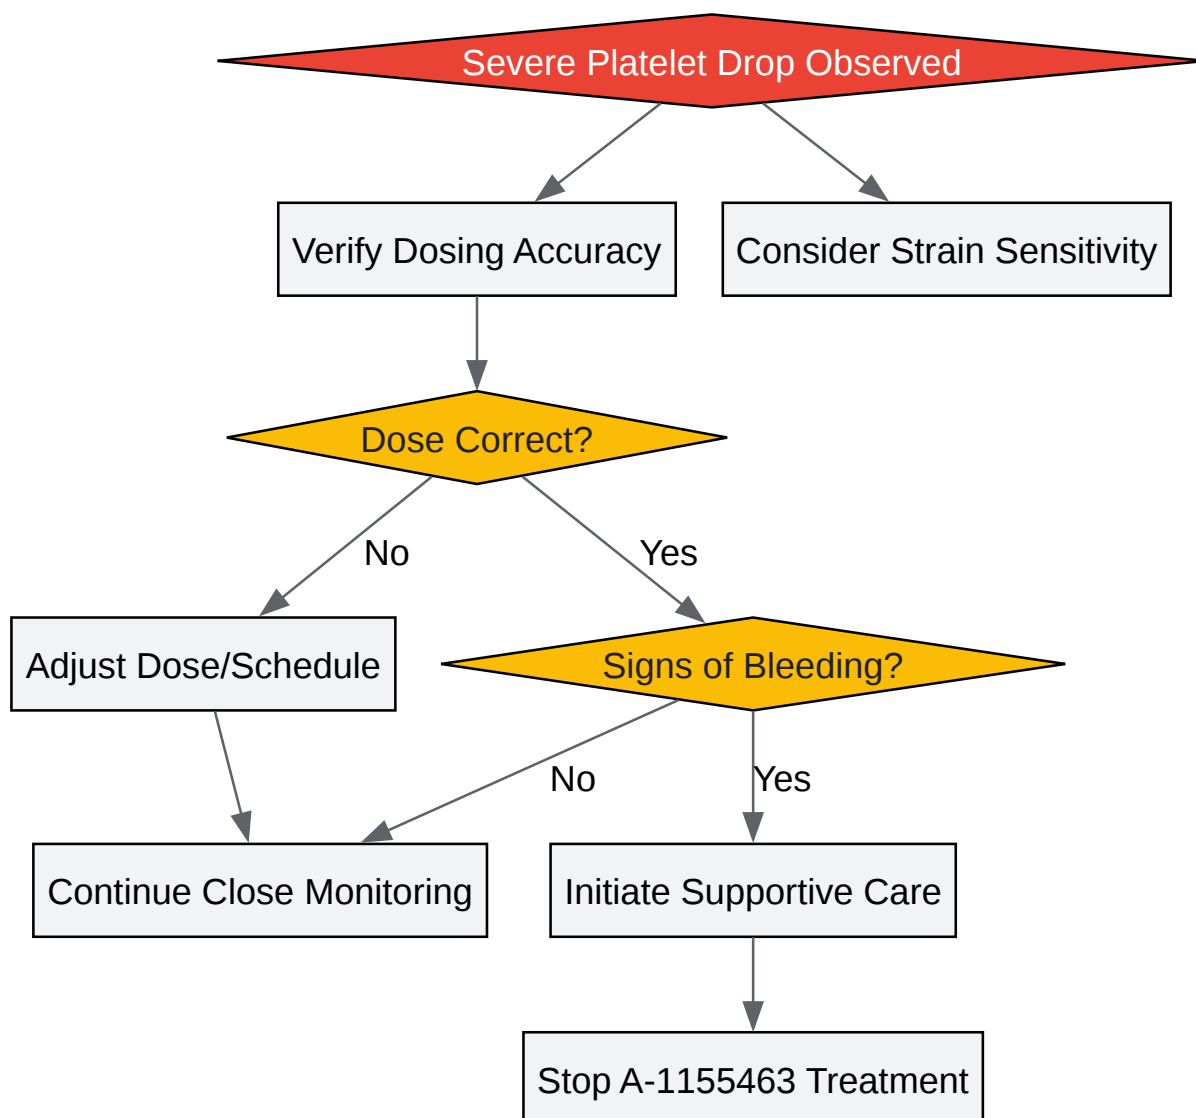 Severe Platelet Drop Observed
Verify Dosing Accuracy
Consider Strain Sensitivity
Dose Correct?
No
Yes
Adjust Dose/Schedule
Signs of Bleeding?
No
Yes
Continue Close Monitoring
Initiate Supportive Care
Stop A-1155463 Treatment